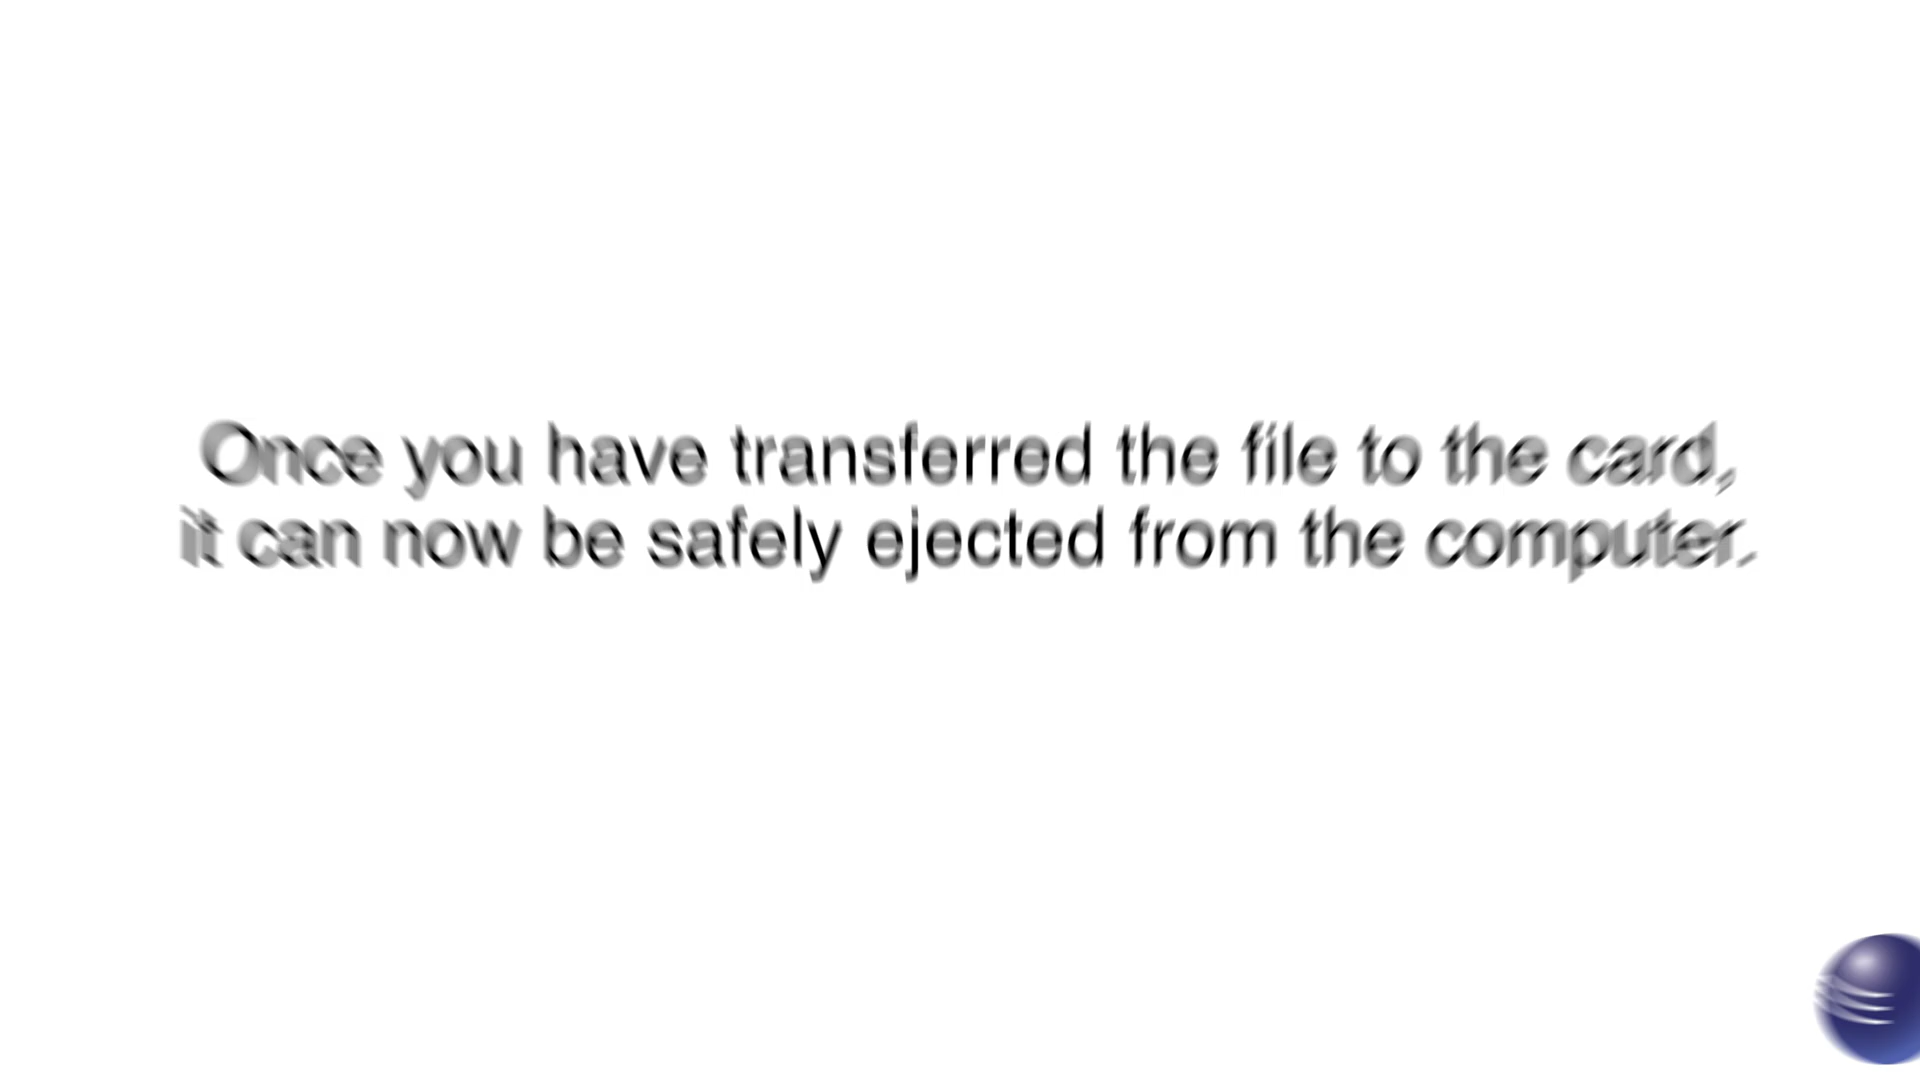 Once you have transferred the file to the card,
it can now be safely ejected from the computer.